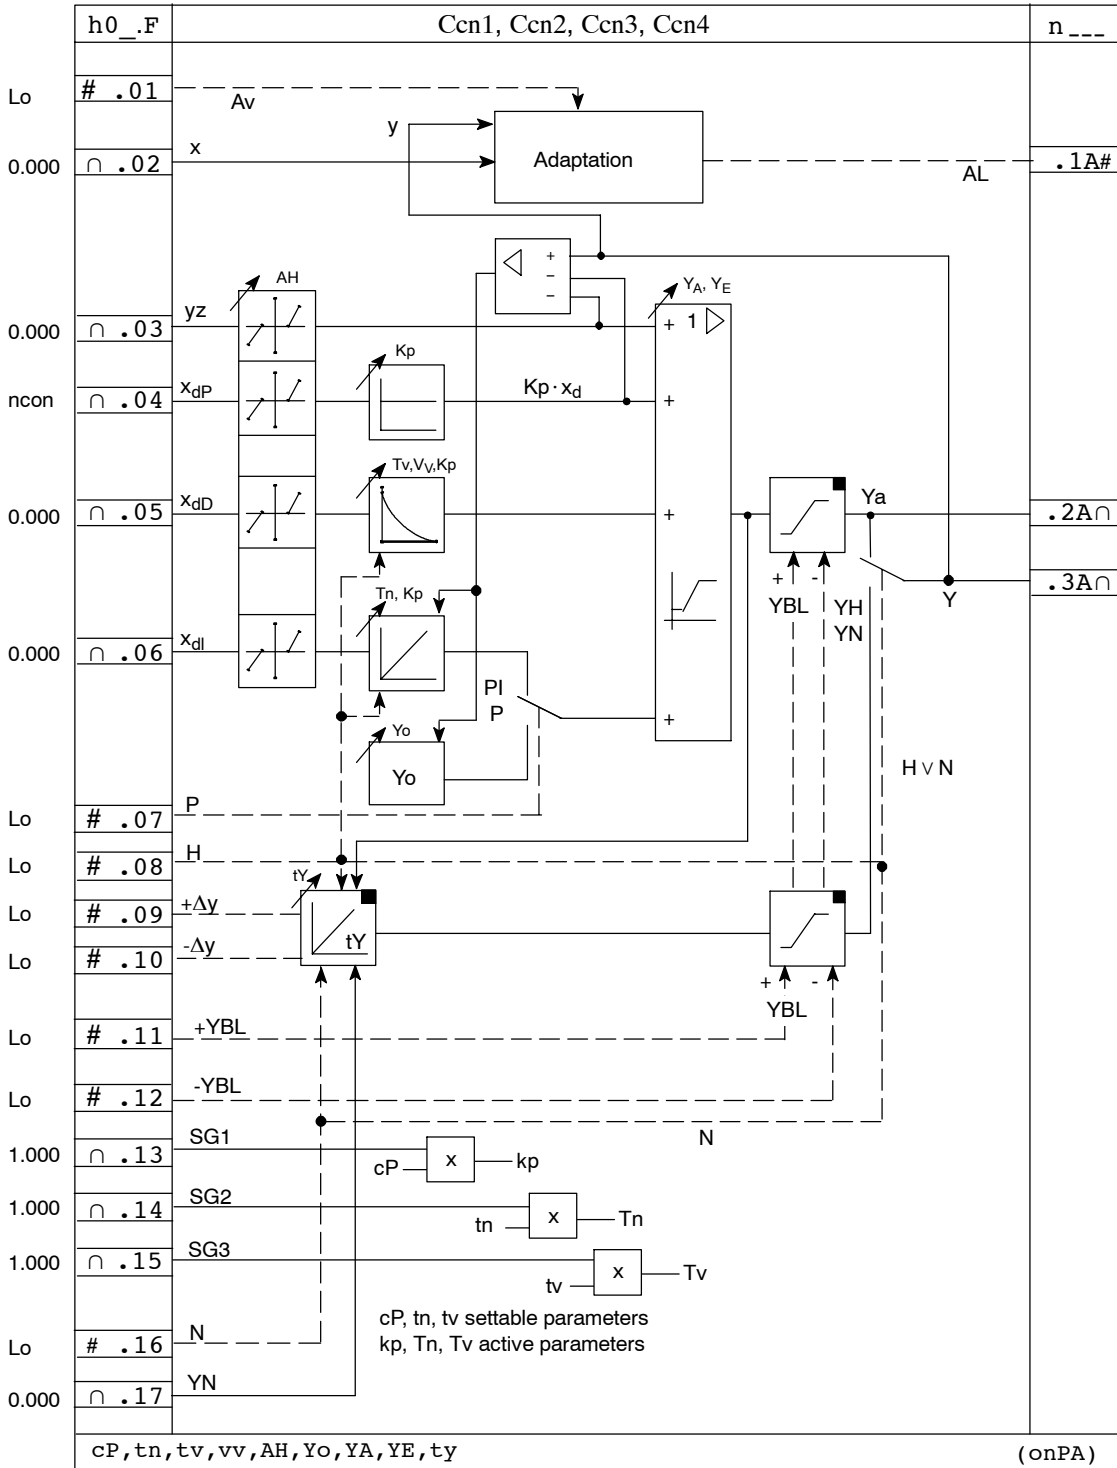 h0_.F Ccn1, Ccn2, Ccn3, Ccn4 n___
Lo # .01 Av
y
0.000 ∩ .02 x Adaptation AL .1A#
+
−
−
AH
YA, YE
0.000 ∩ .03 yz + 1
Kp
ncon ∩ .04 xdP Kp·xd +
Tv,Vv,Kp
0.000 ∩ .05 xdD + Ya .2A∩
+ -
YBL YH
YN
Y .3A∩
Tn, Kp
0.000 ∩ .06 xdI
PI
P +
Yo
Yo
H∨N
Lo # .07 P
Lo # .08 H
tY
Lo # .09 +Δy
tY
Lo # .10 -Δy
+ -
YBL
Lo # .11 +YBL
Lo # .12 -YBL
N
1.000 ∩ .13 SG1
cP x kp
1.000 ∩ .14 SG2
tn x Tn
1.000 ∩ .15 SG3
tv x Tv
cP, tn, tv settable parameters
kp, Tn, Tv active parameters
Lo # .16 N
0.000 ∩ .17 YN
cP,tn,tv,vv,AH,Yo,YA,YE,ty (onPA)